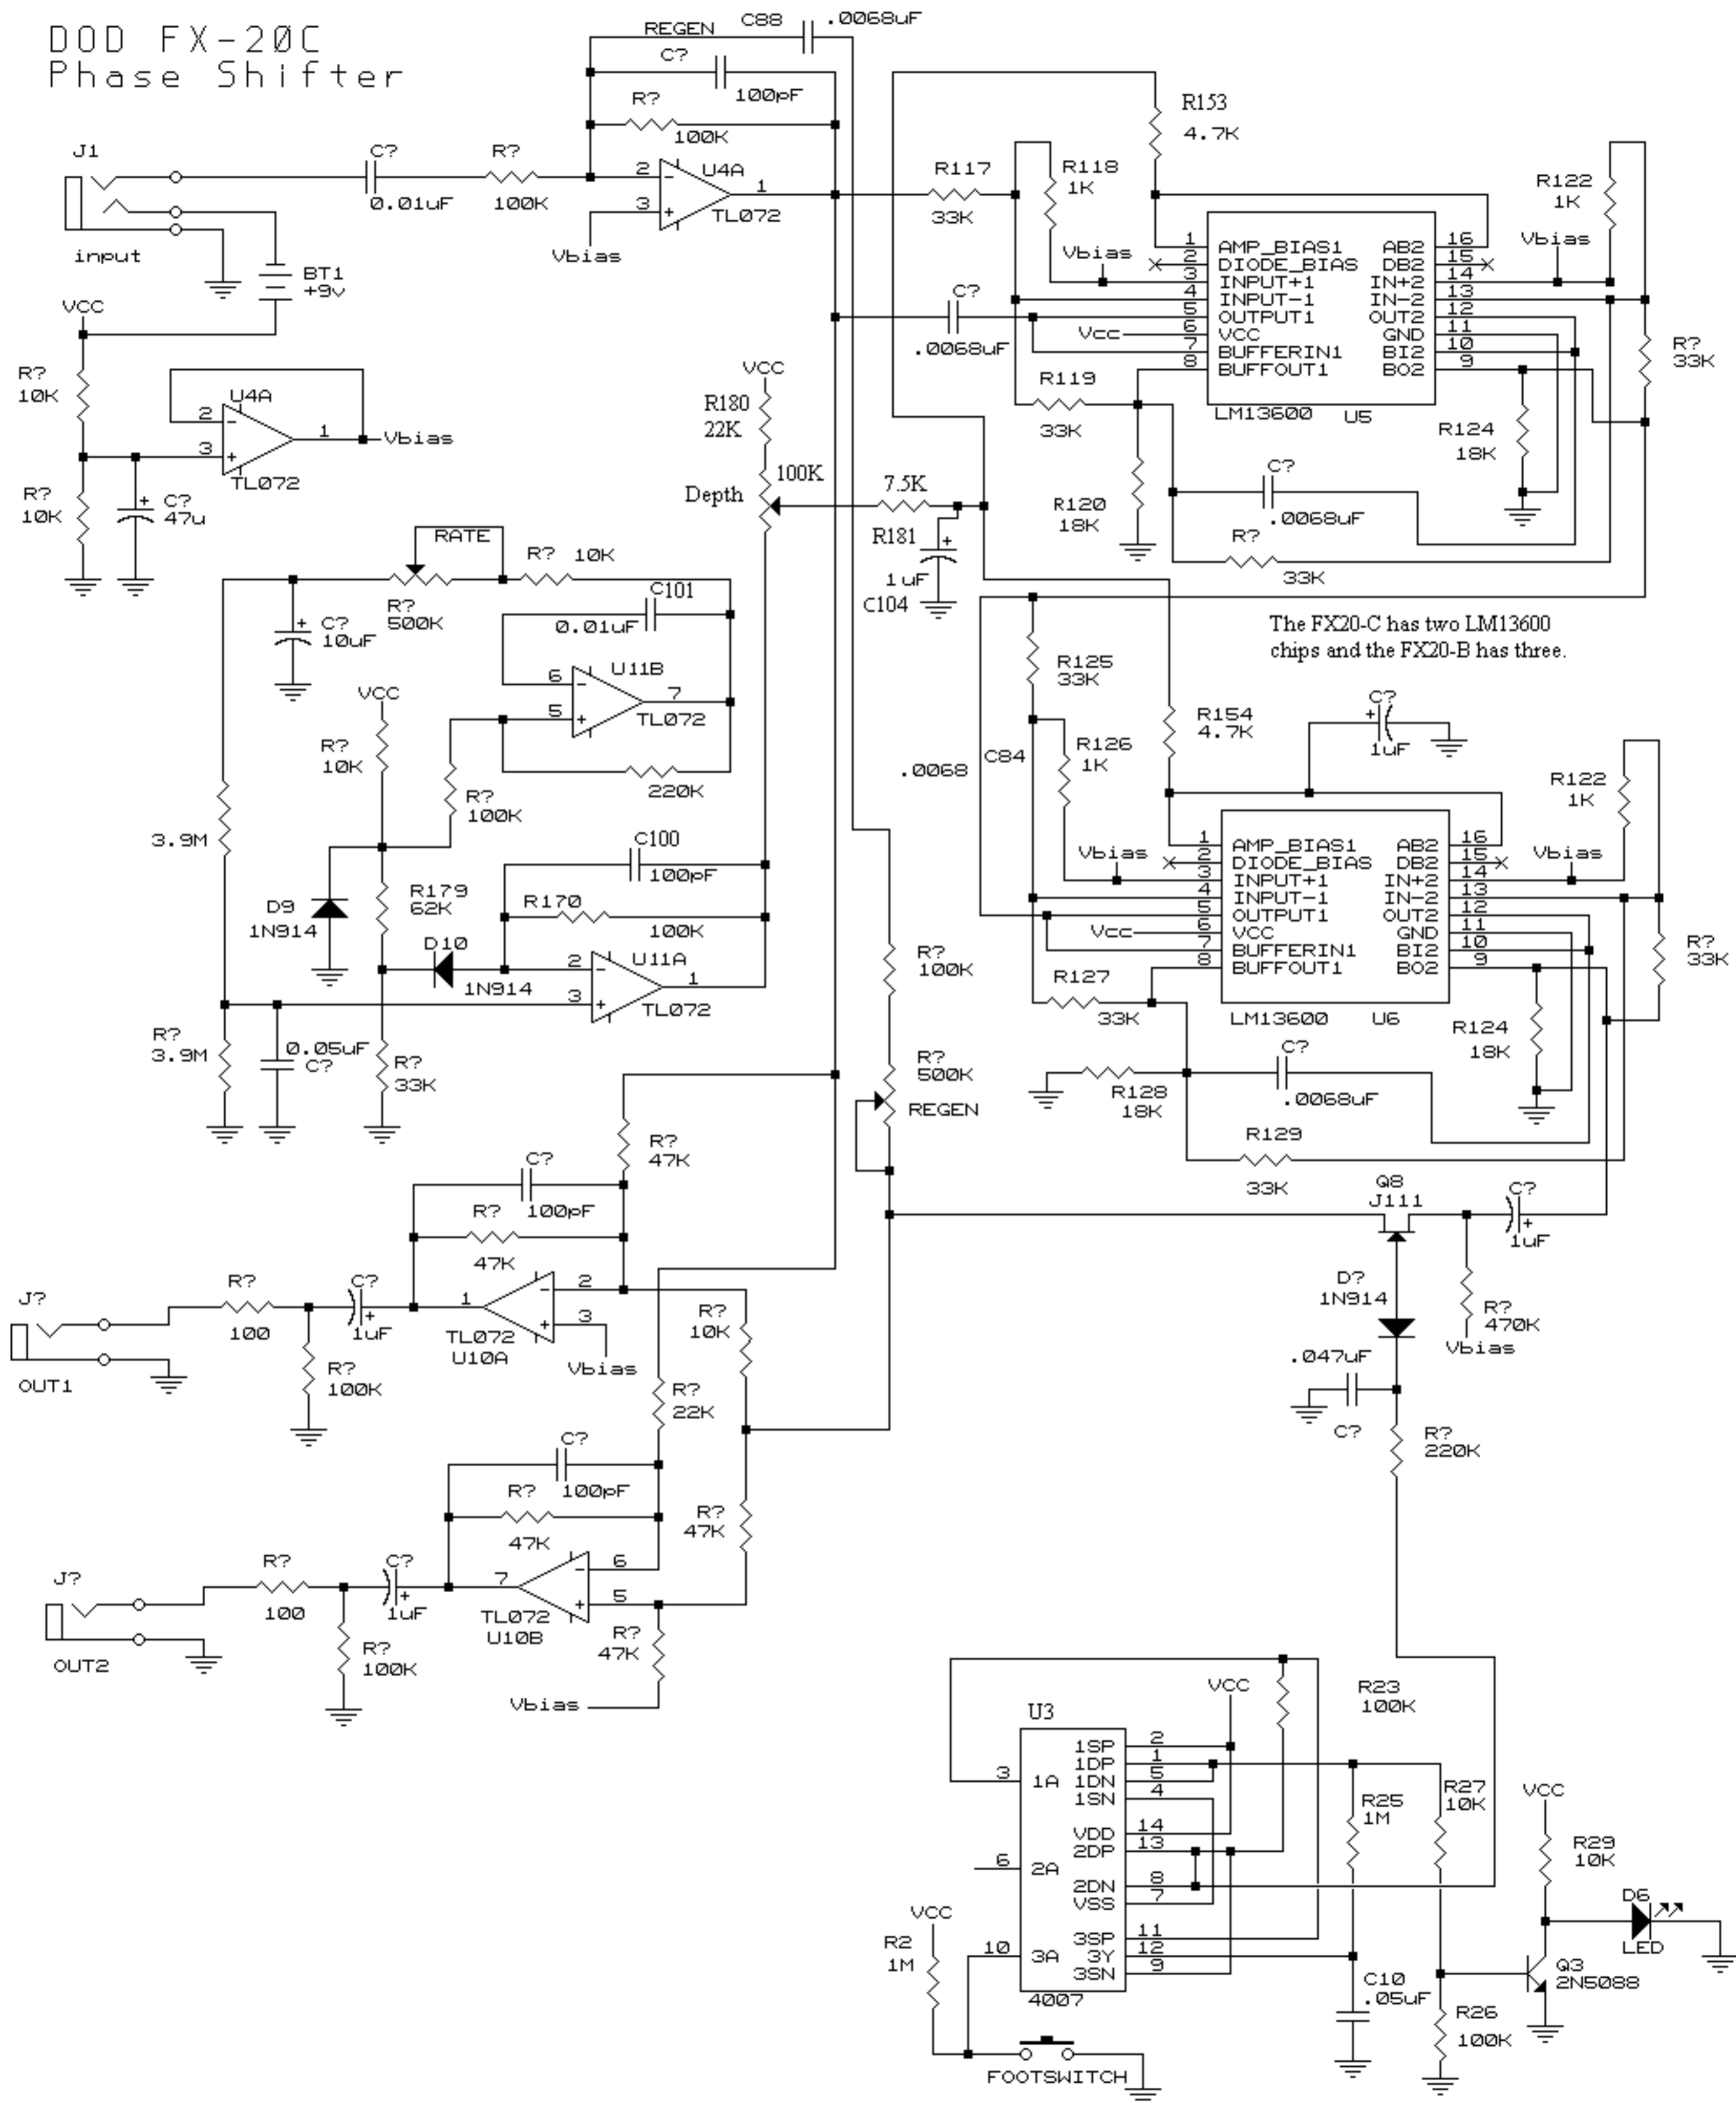 DOD FX-20C
Phase Shifter
REGEN
C88
.0068uF
C?
100pF
R?
100K
J1
input
C?
0.01uF
R?
100K
2
3
U4A
1
TL072
Vbias
BT1
+9v
VCC
R?
10K
U4A
2
3
1
Vbias
TL072
R?
10K
C?
47u
R153
4.7K
R117
33K
R118
1K
Vbias
C?
.0068uF
Vcc
R119
33K
1 AMP_BIAS1 AB2 16
2 DIODE_BIAS DB2 15
3 INPUT+1 IN+2 14
4 INPUT-1 IN-2 13
5 OUTPUT1 OUT2 12
6 VCC GND 11
7 BUFFERIN1 BI2 10
8 BUFFOUT1 BO2 9
LM13600 U5
R122
1K
Vbias
R?
33K
R124
18K
R120
18K
C?
.0068uF
R?
33K
VCC
R180
22K
100K
Depth
7.5K
R181
1uF
C104
RATE
R? 10K
R?
500K
C?
10uF
C101
0.01uF
U11B
6
5
7
TL072
220K
VCC
R?
10K
R?
100K
3.9M
C100
100pF
R179
62K
R170
100K
D9
1N914
D10
1N914
U11A
2
3
1
TL072
R?
3.9M
0.05uF
C?
R?
33K
The FX20-C has two LM13600
chips and the FX20-B has three.
R125
33K
R154
4.7K
C?
1uF
.0068
C84
R126
1K
Vbias
Vcc
R122
1K
Vbias
1 AMP_BIAS1 AB2 16
2 DIODE_BIAS DB2 15
3 INPUT+1 IN+2 14
4 INPUT-1 IN-2 13
5 OUTPUT1 OUT2 12
6 VCC GND 11
7 BUFFERIN1 BI2 10
8 BUFFOUT1 BO2 9
LM13600 U6
R?
33K
R127
33K
R124
18K
R128
18K
C?
.0068uF
R129
33K
R?
100K
R?
500K
REGEN
R?
47K
C?
100pF
R?
47K
J?
OUT1
R?
100
C?
1uF
R?
100K
1
2
3
TL072
U10A
Vbias
R?
10K
R?
22K
C?
100pF
R?
47K
R?
47K
J?
OUT2
R?
100
C?
1uF
R?
100K
7
6
5
TL072
U10B
R?
47K
Vbias
Q8
J111
C?
1uF
D?
1N914
R?
470K
Vbias
.047uF
C?
R?
220K
U3
VCC
R23
100K
1SP 2
1DP 1
3 1A 1DN 5
1SN 4
VDD 14
2DP 13
6 2A
2DN 8
VSS 7
3SP 11
10 3A 3Y 12
3SN 9
4007
R25
1M
R27
10K
VCC
R29
10K
D6
LED
VCC
R2
1M
C10
.05uF
Q3
2N5088
R26
100K
FOOTSWITCH